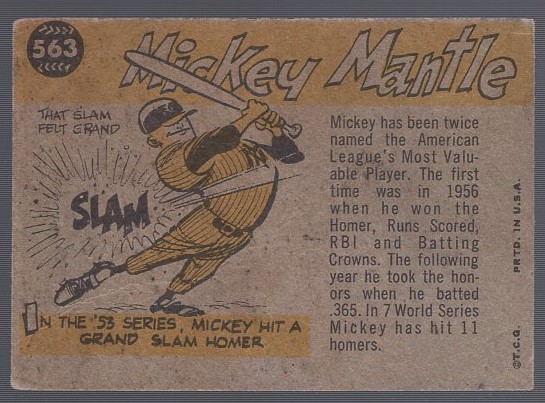 563
Mickey Mantle
THAT SLAM
FELT GRAND
SLAM
IN THE '53 SERIES, MICKEY HIT A
GRAND SLAM HOMER
Mickey has been twice
named the American
League's Most Valu-
able Player. The first
time was in 1956
when he won the
Homer, Runs Scored,
RBI and Batting
Crowns. The following
year he took the hon-
ors when he batted
.365. In 7 World Series
Mickey has hit 11
homers.
©T.C.G. PRTD. IN U.S.A.